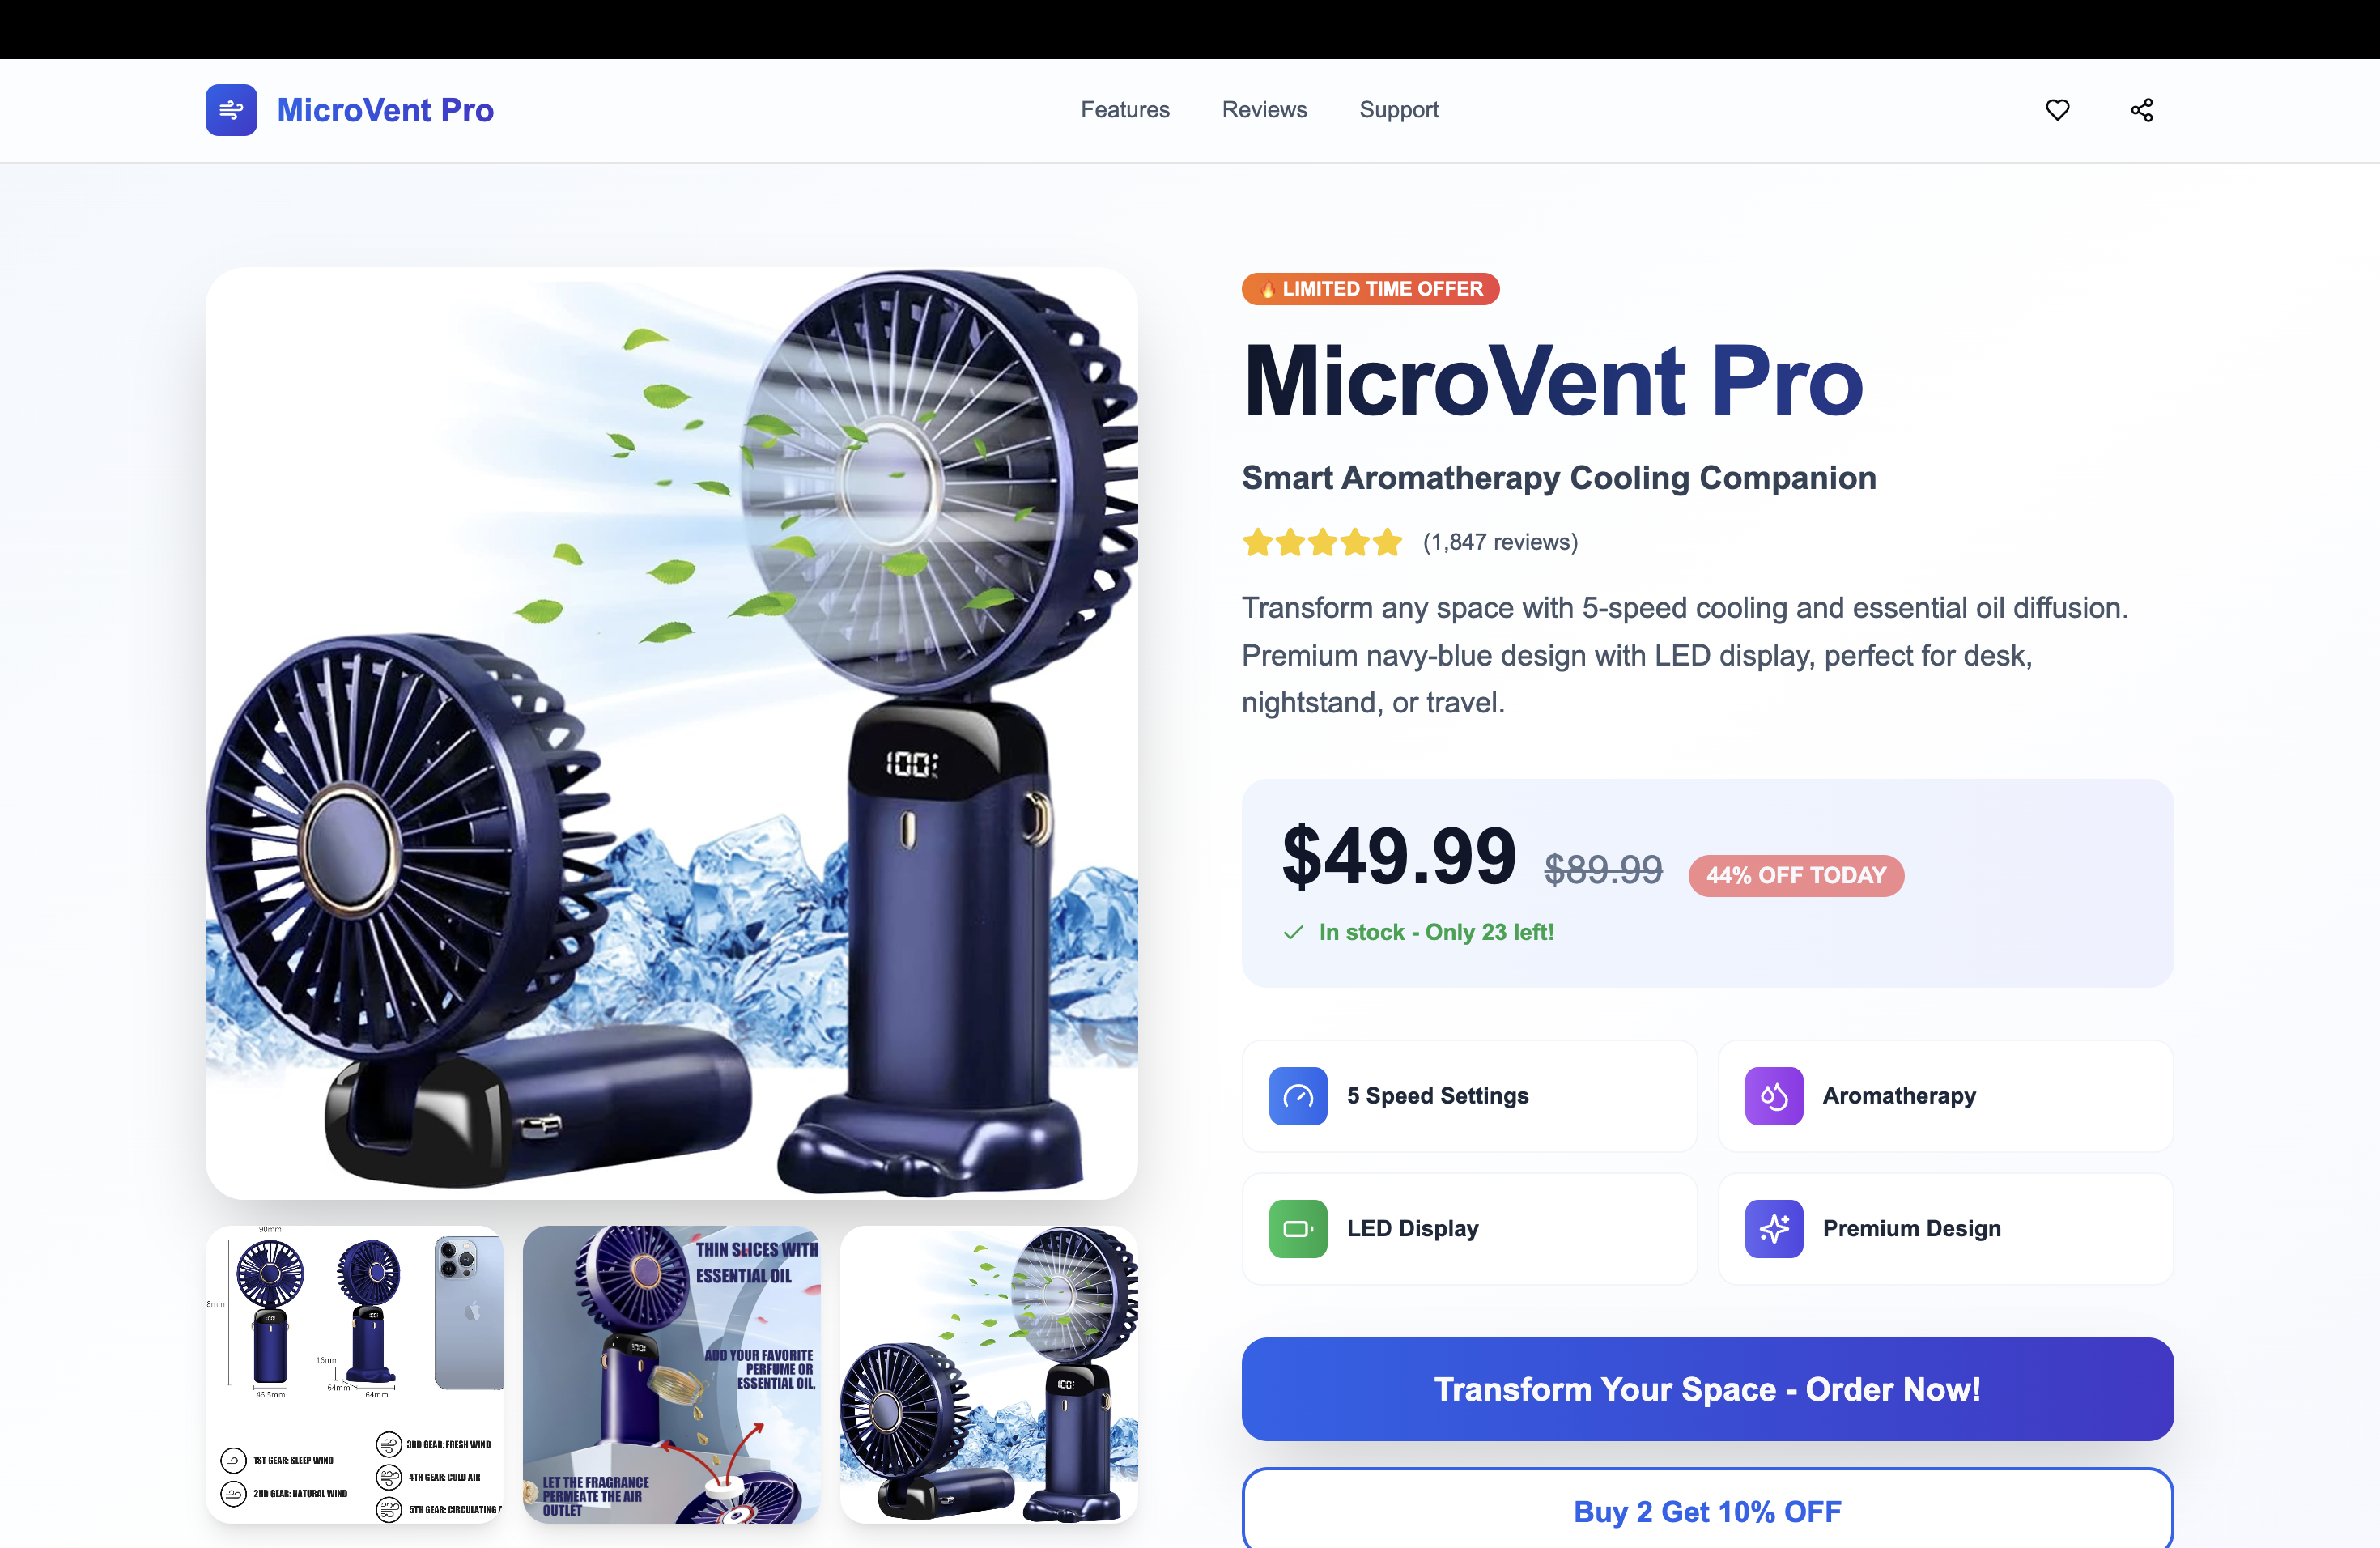 MicroVent Pro
Features
Reviews
Support
🔥 LIMITED TIME OFFER
MicroVent Pro
Smart Aromatherapy Cooling Companion
(1,847 reviews)
Transform any space with 5-speed cooling and essential oil diffusion.
Premium navy-blue design with LED display, perfect for desk,
nightstand, or travel.
$49.99 $89.99 44% OFF TODAY
In stock - Only 23 left!
5 Speed Settings
Aromatherapy
LED Display
Premium Design
Transform Your Space - Order Now!
Buy 2 Get 10% OFF
100%
90mm
8mm
16mm
64mm
64mm
46.5mm
1ST GEAR: SLEEP WIND
2ND GEAR: NATURAL WIND
3RD GEAR: FRESH WIND
4TH GEAR: COLD AIR
5TH GEAR: CIRCULATING
THIN SLICES WITH
ESSENTIAL OIL
ADD YOUR FAVORITE
PERFUME OR
ESSENTIAL OIL,
LET THE FRAGRANCE
PERMEATE THE AIR
OUTLET